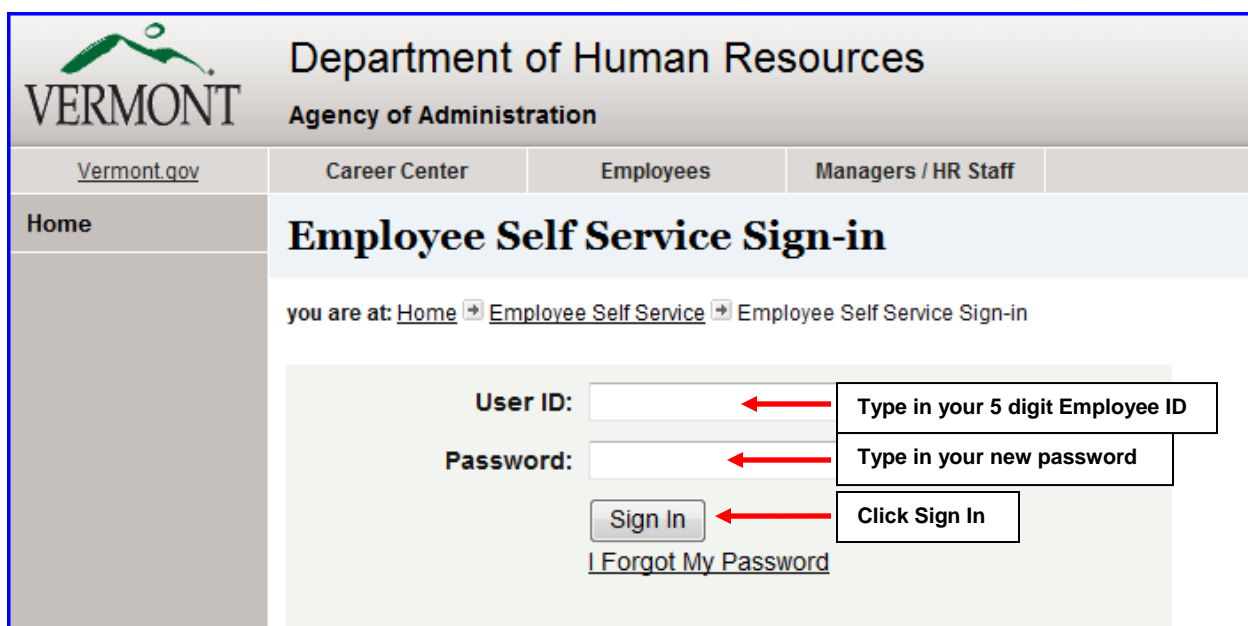 VERMONT
Department of Human Resources
Agency of Administration
Vermont.gov Career Center Employees Managers / HR Staff
Home
Employee Self Service Sign-in
you are at: Home Employee Self Service Employee Self Service Sign-in
User ID: Type in your 5 digit Employee ID
Password: Type in your new password
Sign In Click Sign In
I Forgot My Password